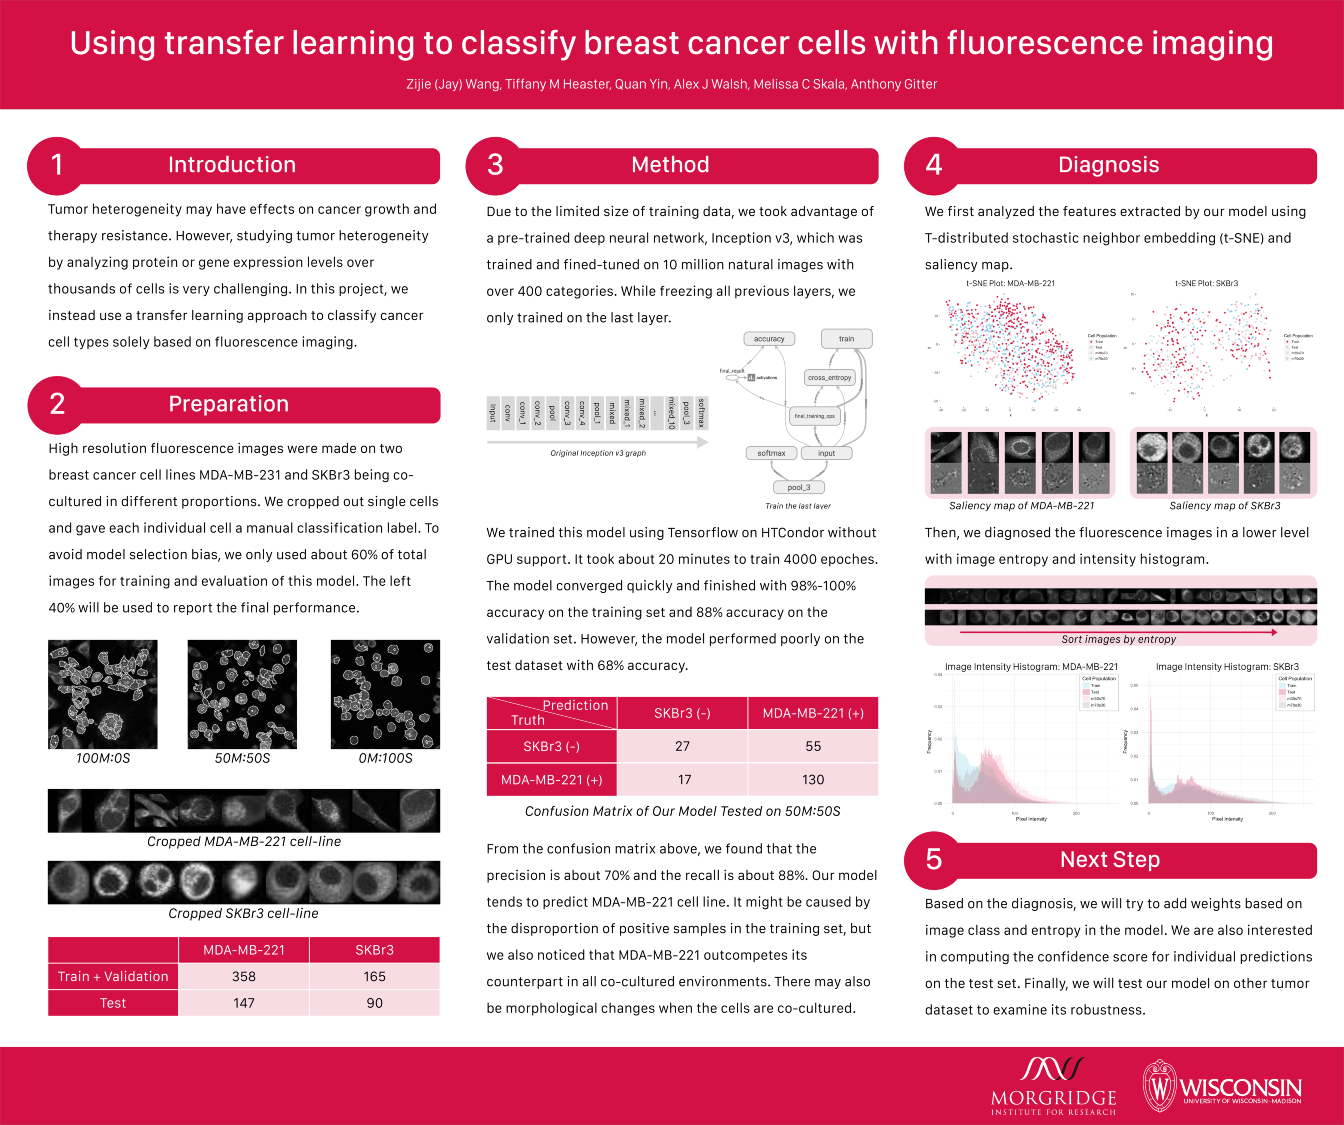 Using transfer learning to classify breast cancer cells with fluorescence imaging
Zijie (Jay) Wang, Tiffany M Heaster, Quan Yin, Alex J Walsh, Melissa C Skala, Anthony Gitter
1 Introduction
Tumor heterogeneity may have effects on cancer growth and
therapy resistance. However, studying tumor heterogeneity
by analyzing protein or gene expression levels over
thousands of cells is very challenging. In this project, we
instead use a transfer learning approach to classify cancer
cell types solely based on fluorescence imaging.
2 Preparation
High resolution fluorescence images were made on two
breast cancer cell lines MDA-MB-231 and SKBr3 being co-
cultured in different proportions. We cropped out single cells
and gave each individual cell a manual classification label. To
avoid model selection bias, we only used about 60% of total
images for training and evaluation of this model. The left
40% will be used to report the final performance.
100M:0S 50M:50S 0M:100S
Cropped MDA-MB-221 cell-line
Cropped SKBr3 cell-line
MDA-MB-221 SKBr3
Train + Validation 358 165
Test 147 90
3 Method
Due to the limited size of training data, we took advantage of
a pre-trained deep neural network, Inception v3, which was
trained and fined-tuned on 10 million natural images with
over 400 categories. While freezing all previous layers, we
only trained on the last layer.
input conv conv_1 conv_2 pool conv_3 conv_4 pool_1 mixed mixed_1 mixed_2 ... mixed_10 pool_3 softmax
Original Inception v3 graph
accuracy train
final_result activations
cross_entropy
final_training_ops
softmax input
pool_3
Train the last layer
We trained this model using Tensorflow on HTCondor without
GPU support. It took about 20 minutes to train 4000 epoches.
The model converged quickly and finished with 98%-100%
accuracy on the training set and 88% accuracy on the
validation set. However, the model performed poorly on the
test dataset with 68% accuracy.
Prediction
Truth
SKBr3 (-) MDA-MB-221 (+)
SKBr3 (-) 27 55
MDA-MB-221 (+) 17 130
Confusion Matrix of Our Model Tested on 50M:50S
From the confusion matrix above, we found that the
precision is about 70% and the recall is about 88%. Our model
tends to predict MDA-MB-221 cell line. It might be caused by
the disproportion of positive samples in the training set, but
we also noticed that MDA-MB-221 outcompetes its
counterpart in all co-cultured environments. There may also
be morphological changes when the cells are co-cultured.
4 Diagnosis
We first analyzed the features extracted by our model using
T-distributed stochastic neighbor embedding (t-SNE) and
saliency map.
t-SNE Plot: MDA-MB-221 t-SNE Plot: SKBr3
Cell Population
Train
Test
Cell Population
Train
Test
Saliency map of MDA-MB-221 Saliency map of SKBr3
Then, we diagnosed the fluorescence images in a lower level
with image entropy and intensity histogram.
Sort images by entropy
Image Intensity Histogram: MDA-MB-221 Image Intensity Histogram: SKBr3
Cell Population
Train
Test
Cell Population
Train
Test
Frequency
Pixel Intensity
Frequency
Pixel Intensity
5 Next Step
Based on the diagnosis, we will try to add weights based on
image class and entropy in the model. We are also interested
in computing the confidence score for individual predictions
on the test set. Finally, we will test our model on other tumor
dataset to examine its robustness.
MORGRIDGE
INSTITUTE FOR RESEARCH
W WISCONSIN
UNIVERSITY OF WISCONSIN-MADISON